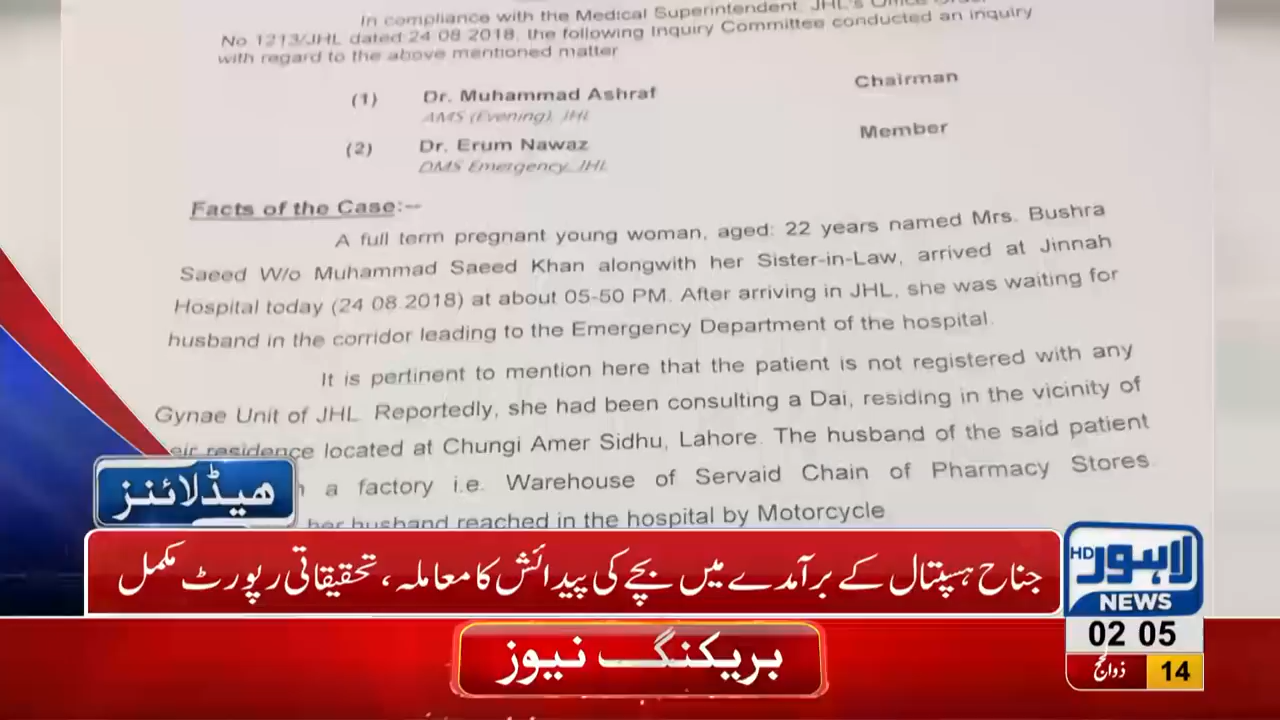 In compliance with the Medical Superintendent, JHL's Office Order
No 1213/JHL dated 24 08 2018, the following Inquiry Committee conducted an inquiry
with regard to the above mentioned matter
(1) Dr. Muhammad Ashraf Chairman
AMS (Evening), JHL
(2) Dr. Erum Nawaz Member
DMS Emergency, JHL
Facts of the Case:--
A full term pregnant young woman, aged: 22 years named Mrs. Bushra
Saeed W/o Muhammad Saeed Khan alongwith her Sister-in-Law, arrived at Jinnah
Hospital today (24 08 2018) at about 05-50 PM. After arriving in JHL, she was waiting for
husband in the corridor leading to the Emergency Department of the hospital.
It is pertinent to mention here that the patient is not registered with any
Gynae Unit of JHL Reportedly, she had been consulting a Dai, residing in the vicinity of
residence located at Chungi Amer Sidhu, Lahore. The husband of the said patient
a factory i.e. Warehouse of Servaid Chain of Pharmacy Stores.
her husband reached in the hospital by Motorcycle
ھیڈلائنز
جناح ہسپتال کے برآمدے میں بچے کی پیدائش کا معاملہ، تحقیقاتی رپورٹ مکمل
لاہور HD
NEWS
02 05
14 ذوالحج
بریکنگ نیوز